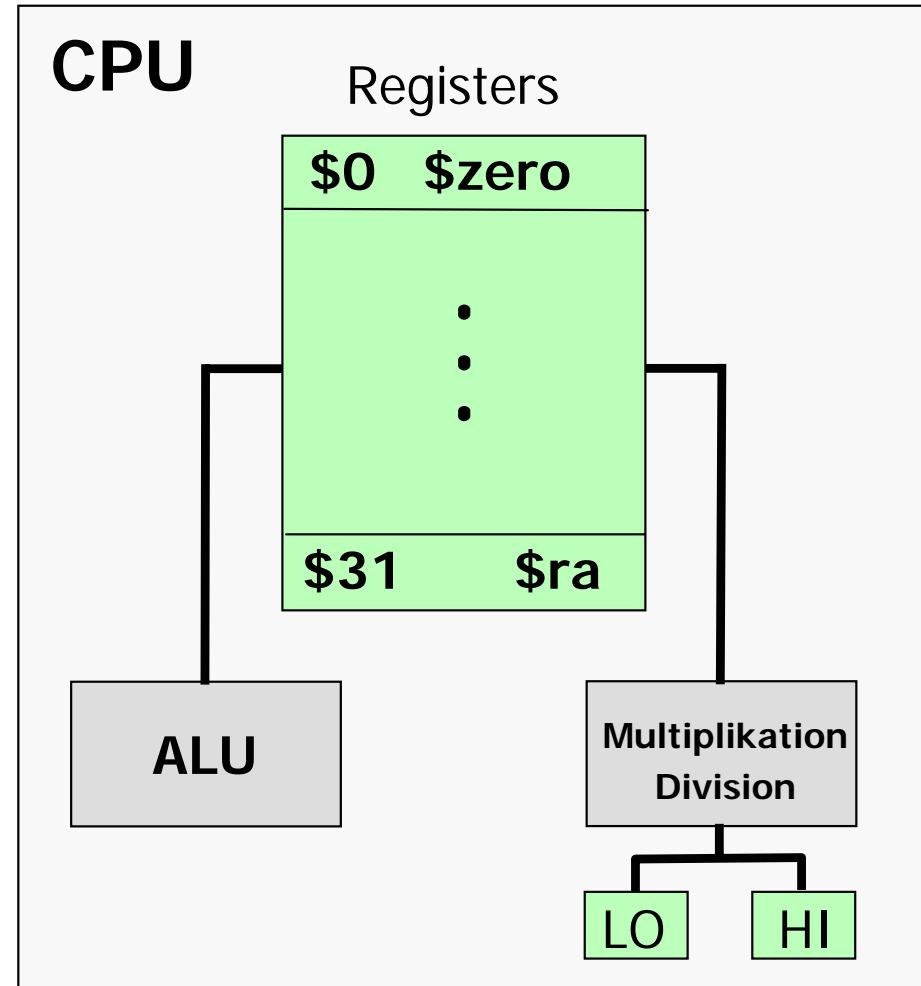 CPU
Registers
$0 $zero
$31 $ra
ALU
Multiplikation
Division
LO HI